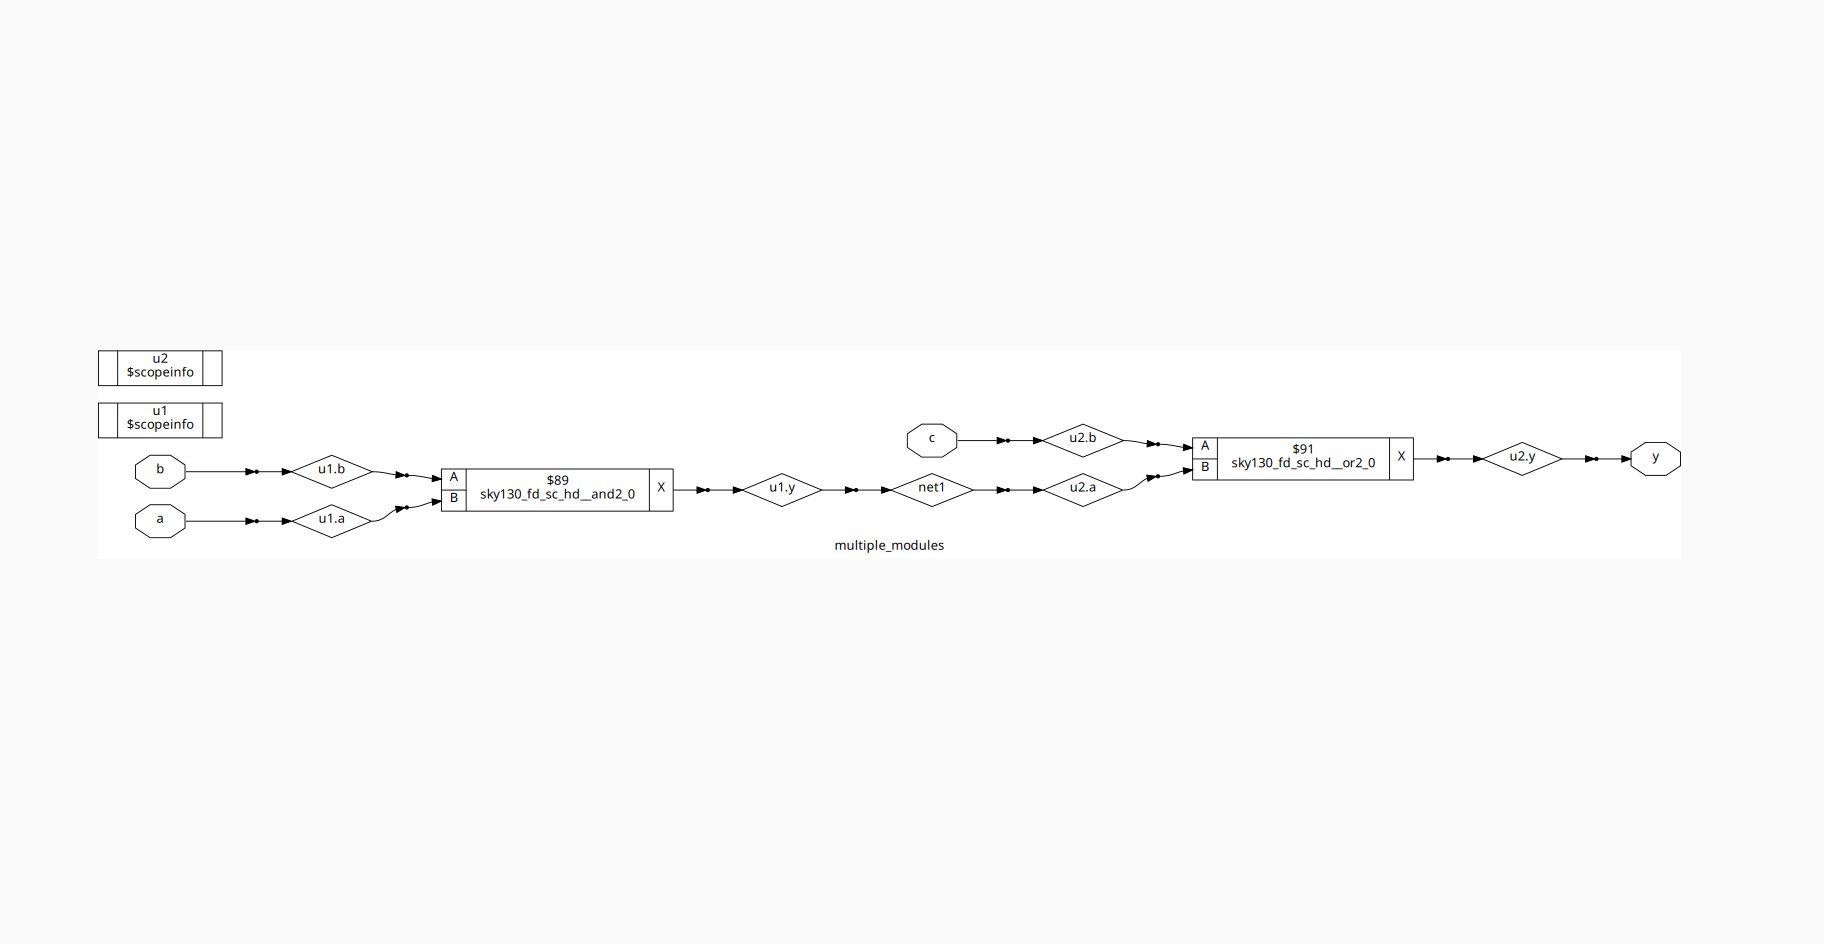 u2
$scopeinfo
u1
$scopeinfo
b
u1.b
a
u1.a
A
B
$89
sky130_fd_sc_hd__and2_0
X
u1.y
net1
c
u2.b
u2.a
A
B
$91
sky130_fd_sc_hd__or2_0
X
u2.y
y
multiple_modules